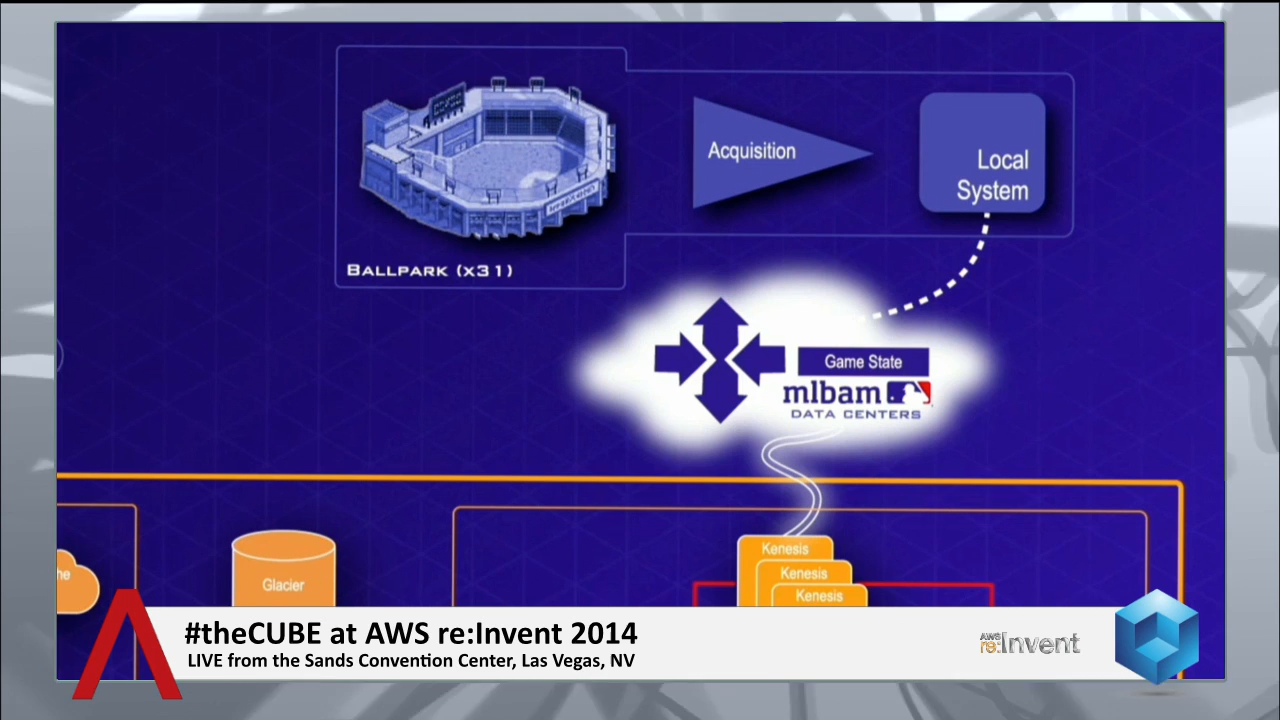 Acquisition
Local
System
BALLPARK (X31)
Game State
mlbam
DATA CENTERS
Kenesis
Kenesis
Kenesis
he
Glacier
#theCUBE at AWS re:Invent 2014
LIVE from the Sands Convention Center, Las Vegas, NV
AWS
re:Invent